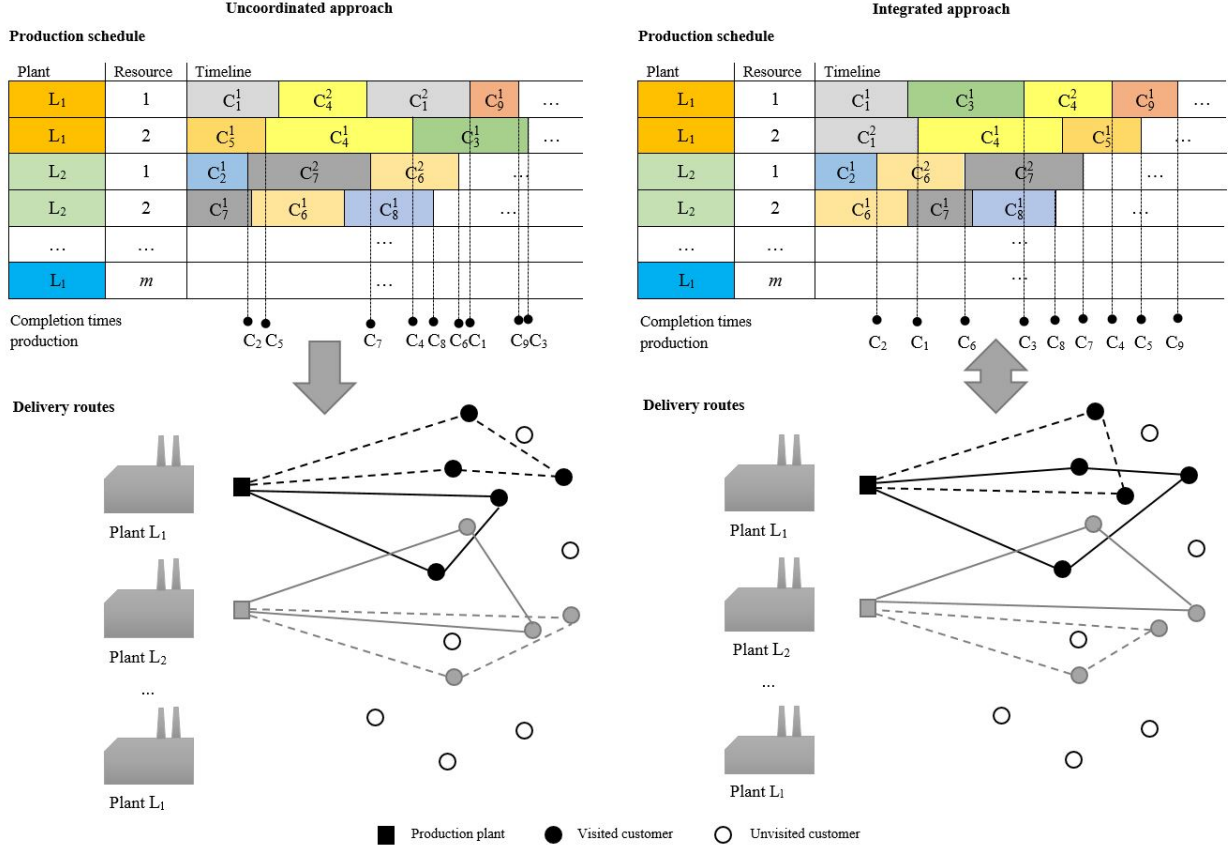 Uncoordinated approach
Production schedule
Plant Resource Timeline
L₁ 1 C₁¹ C₄² C₁² C₉¹ …
L₁ 2 C₅¹ C₄¹ C₃¹ …
L₂ 1 C₂¹ C₇² C₆² …
L₂ 2 C₇¹ C₆¹ C₈¹ …
… … …
L₁ m …
Completion times
production
C₂ C₅ C₇ C₄ C₈ C₆ C₁ C₉ C₃
Delivery routes
Plant L₁
Plant L₂
...
Plant L₁
Integrated approach
Production schedule
Plant Resource Timeline
L₁ 1 C₁¹ C₃¹ C₄² C₉¹ …
L₁ 2 C₁² C₄¹ C₅¹ …
L₂ 1 C₂¹ C₆² C₇² …
L₂ 2 C₆¹ C₇¹ C₈¹ …
… … …
L₁ m …
Completion times
production
C₂ C₁ C₆ C₃ C₈ C₇ C₄ C₅ C₉
Delivery routes
Plant L₁
Plant L₂
...
Plant L₁
Production plant Visited customer Unvisited customer